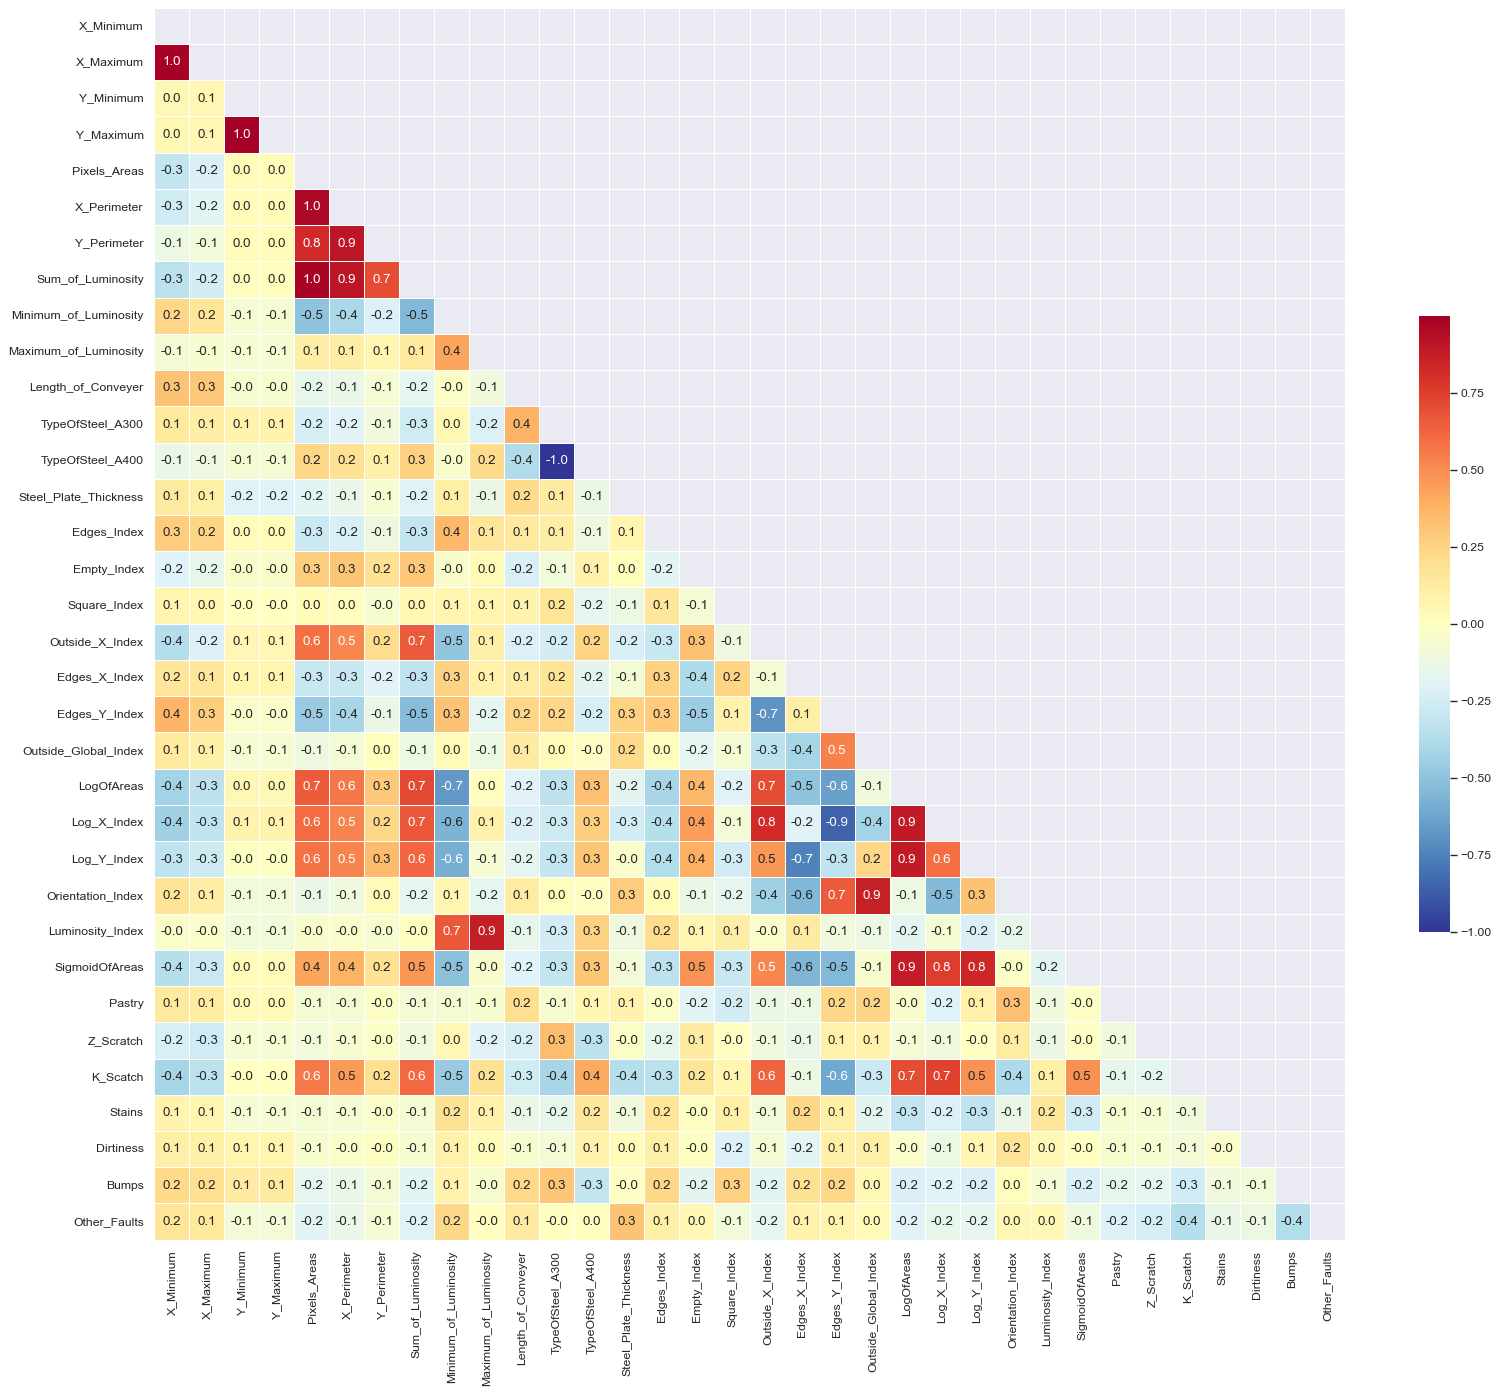 X_Minimum
X_Maximum 1.0
Y_Minimum 0.0 0.1
Y_Maximum 0.0 0.1 1.0
Pixels_Areas -0.3 -0.2 0.0 0.0
X_Perimeter -0.3 -0.2 0.0 0.0 1.0
Y_Perimeter -0.1 -0.1 0.0 0.0 0.8 0.9
Sum_of_Luminosity -0.3 -0.2 0.0 0.0 1.0 0.9 0.7
Minimum_of_Luminosity 0.2 0.2 -0.1 -0.1 -0.5 -0.4 -0.2 -0.5
Maximum_of_Luminosity -0.1 -0.1 -0.1 -0.1 0.1 0.1 0.1 0.1 0.4
Length_of_Conveyer 0.3 0.3 -0.0 -0.0 -0.2 -0.1 -0.1 -0.2 -0.0 -0.1
0.75
TypeOfSteel_A300 0.1 0.1 0.1 0.1 -0.2 -0.2 -0.1 -0.3 0.0 -0.2 0.4
TypeOfSteel_A400 -0.1 -0.1 -0.1 -0.1 0.2 0.2 0.1 0.3 -0.0 0.2 -0.4 -1.0
0.50
Steel_Plate_Thickness 0.1 0.1 -0.2 -0.2 -0.2 -0.1 -0.1 -0.2 0.1 -0.1 0.2 0.1 -0.1
Edges_Index 0.3 0.2 0.0 0.0 -0.3 -0.2 -0.1 -0.3 0.4 0.1 0.1 0.1 -0.1 0.1
0.25
Empty_Index -0.2 -0.2 -0.0 -0.0 0.3 0.3 0.2 0.3 -0.0 0.0 -0.2 -0.1 0.1 0.0 -0.2
Square_Index 0.1 0.0 -0.0 -0.0 0.0 0.0 -0.0 0.0 0.1 0.1 0.1 0.2 -0.2 -0.1 0.1 -0.1
0.00
Outside_X_Index -0.4 -0.2 0.1 0.1 0.6 0.5 0.2 0.7 -0.5 0.1 -0.2 -0.2 0.2 -0.2 -0.3 0.3 -0.1
Edges_X_Index 0.2 0.1 0.1 0.1 -0.3 -0.3 -0.2 -0.3 0.3 0.1 0.1 0.2 -0.2 -0.1 0.3 -0.4 0.2 -0.1
Edges_Y_Index 0.4 0.3 -0.0 -0.0 -0.5 -0.4 -0.1 -0.5 0.3 -0.2 0.2 0.2 -0.2 0.3 0.3 -0.5 0.1 -0.7 0.1
−0.25
Outside_Global_Index 0.1 0.1 -0.1 -0.1 -0.1 -0.1 0.0 -0.1 0.0 -0.1 0.1 0.0 -0.0 0.2 0.0 -0.2 -0.1 -0.3 -0.4 0.5
LogOfAreas -0.4 -0.3 0.0 0.0 0.7 0.6 0.3 0.7 -0.7 0.0 -0.2 -0.3 0.3 -0.2 -0.4 0.4 -0.2 0.7 -0.5 -0.6 -0.1
−0.50
Log_X_Index -0.4 -0.3 0.1 0.1 0.6 0.5 0.2 0.7 -0.6 0.1 -0.2 -0.3 0.3 -0.3 -0.4 0.4 -0.1 0.8 -0.2 -0.9 -0.4 0.9
Log_Y_Index -0.3 -0.3 -0.0 -0.0 0.6 0.5 0.3 0.6 -0.6 -0.1 -0.2 -0.3 0.3 -0.0 -0.4 0.4 -0.3 0.5 -0.7 -0.3 0.2 0.9 0.6
−0.75
Orientation_Index 0.2 0.1 -0.1 -0.1 -0.1 -0.1 0.0 -0.2 0.1 -0.2 0.1 0.0 -0.0 0.3 0.0 -0.1 -0.2 -0.4 -0.6 0.7 0.9 -0.1 -0.5 0.3
Luminosity_Index -0.0 -0.0 -0.1 -0.1 -0.0 -0.0 -0.0 -0.0 0.7 0.9 -0.1 -0.3 0.3 -0.1 0.2 0.1 0.1 -0.0 0.1 -0.1 -0.1 -0.2 -0.1 -0.2 -0.2
−1.00
SigmoidOfAreas -0.4 -0.3 0.0 0.0 0.4 0.4 0.2 0.5 -0.5 -0.0 -0.2 -0.3 0.3 -0.1 -0.3 0.5 -0.3 0.5 -0.6 -0.5 -0.1 0.9 0.8 0.8 -0.0 -0.2
Pastry 0.1 0.1 0.0 0.0 -0.1 -0.1 -0.0 -0.1 -0.1 -0.1 0.2 -0.1 0.1 0.1 -0.0 -0.2 -0.2 -0.1 -0.1 0.2 0.2 -0.0 -0.2 0.1 0.3 -0.1 -0.0
Z_Scratch -0.2 -0.3 -0.1 -0.1 -0.1 -0.1 -0.0 -0.1 0.0 -0.2 -0.2 0.3 -0.3 -0.0 -0.2 0.1 -0.0 -0.1 -0.1 0.1 0.1 -0.1 -0.1 -0.0 0.1 -0.1 -0.0 -0.1
K_Scatch -0.4 -0.3 -0.0 -0.0 0.6 0.5 0.2 0.6 -0.5 0.2 -0.3 -0.4 0.4 -0.4 -0.3 0.2 0.1 0.6 -0.1 -0.6 -0.3 0.7 0.7 0.5 -0.4 0.1 0.5 -0.1 -0.2
Stains 0.1 0.1 -0.1 -0.1 -0.1 -0.1 -0.0 -0.1 0.2 0.1 -0.1 -0.2 0.2 -0.1 0.2 -0.0 0.1 -0.1 0.2 0.1 -0.2 -0.3 -0.2 -0.3 -0.1 0.2 -0.3 -0.1 -0.1 -0.1
Dirtiness 0.1 0.1 0.1 0.1 -0.1 -0.0 -0.0 -0.1 0.1 0.0 -0.1 -0.1 0.1 0.0 0.1 -0.0 -0.2 -0.1 -0.2 0.1 0.1 -0.0 -0.1 0.1 0.2 0.0 -0.0 -0.1 -0.1 -0.1 -0.0
Bumps 0.2 0.2 0.1 0.1 -0.2 -0.1 -0.1 -0.2 0.1 -0.0 0.2 0.3 -0.3 -0.0 0.2 -0.2 0.3 -0.2 0.2 0.2 0.0 -0.2 -0.2 -0.2 0.0 -0.1 -0.2 -0.2 -0.2 -0.3 -0.1 -0.1
Other_Faults 0.2 0.1 -0.1 -0.1 -0.2 -0.1 -0.1 -0.2 0.2 -0.0 0.1 -0.0 0.0 0.3 0.1 0.0 -0.1 -0.2 0.1 0.1 0.0 -0.2 -0.2 -0.2 0.0 0.0 -0.1 -0.2 -0.2 -0.4 -0.1 -0.1 -0.4
X_Minimum
X_Maximum
Y_Minimum
Y_Maximum
Pixels_Areas
X_Perimeter
Y_Perimeter
Sum_of_Luminosity
Minimum_of_Luminosity
Maximum_of_Luminosity
Length_of_Conveyer
TypeOfSteel_A300
TypeOfSteel_A400
Steel_Plate_Thickness
Edges_Index
Empty_Index
Square_Index
Outside_X_Index
Edges_X_Index
Edges_Y_Index
Outside_Global_Index
LogOfAreas
Log_X_Index
Log_Y_Index
Orientation_Index
Luminosity_Index
SigmoidOfAreas
Pastry
Z_Scratch
K_Scatch
Stains
Dirtiness
Bumps
Other_Faults